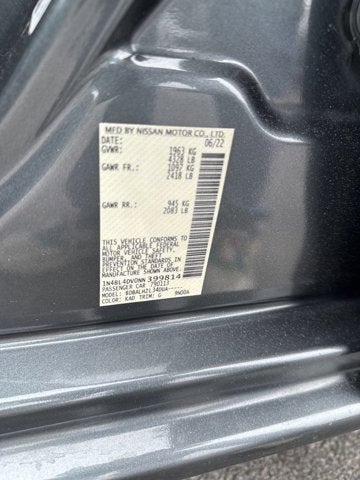 MFD BY NISSAN MOTOR CO., LTD.
DATE: 06/22
GVWR: 1963 KG
4328 LB
GAWR FR.: 1097 KG
2418 LB
GAWR RR.: 945 KG
2083 LB
THIS VEHICLE CONFORMS TO
ALL APPLICABLE FEDERAL
MOTOR VEHICLE SAFETY,
BUMPER, AND THEFT
PREVENTION STANDARDS IN
EFFECT ON THE DATE OF
MANUFACTURE SHOWN ABOVE.
1N4BL4DV0NN 399814
PASSENGER CAR
MODEL:
COLOR: KAD TRIM: G